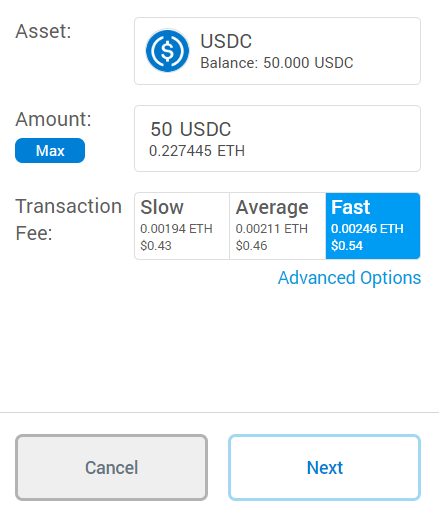 Asset:
USDC
Balance: 50.000 USDC
Amount:
Max
50 USDC
0.227445 ETH
Transaction Fee:
Slow
0.00194 ETH
$0.43
Average
0.00211 ETH
$0.46
Fast
0.00246 ETH
$0.54
Advanced Options
Cancel
Next